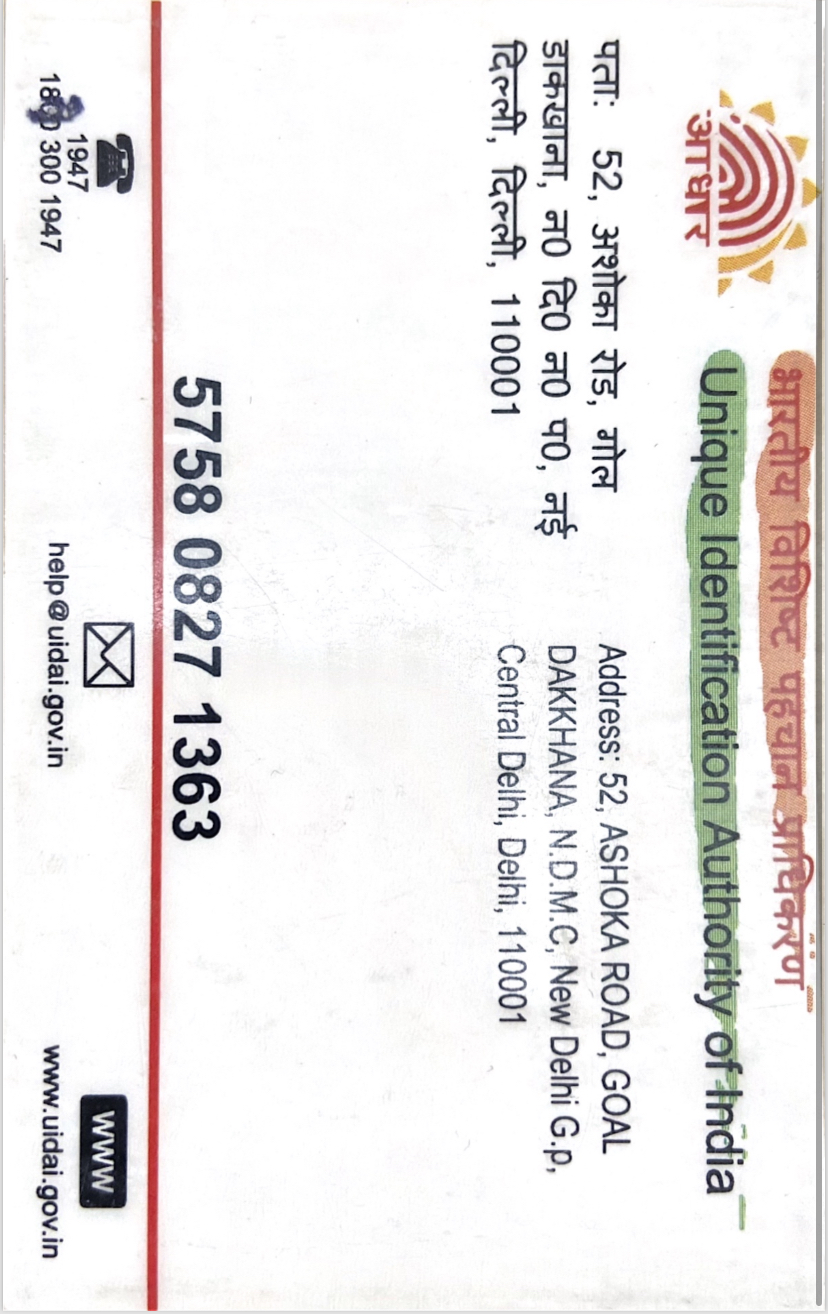 भारतीय विशिष्ट पहचान प्राधिकरण
Unique Identification Authority of India
आधार
पता: 52, अशोका रोड, गोल
डाकखाना, न0 दि0 न0 प0, नई
दिल्ली, दिल्ली, 110001
Address: 52, ASHOKA ROAD, GOAL
DAKKHANA, N.D.M.C, New Delhi G.p,
Central Delhi, Delhi, 110001
5758 0827 1363
1947
1800 300 1947
help@uidai.gov.in
www
www.uidai.gov.in